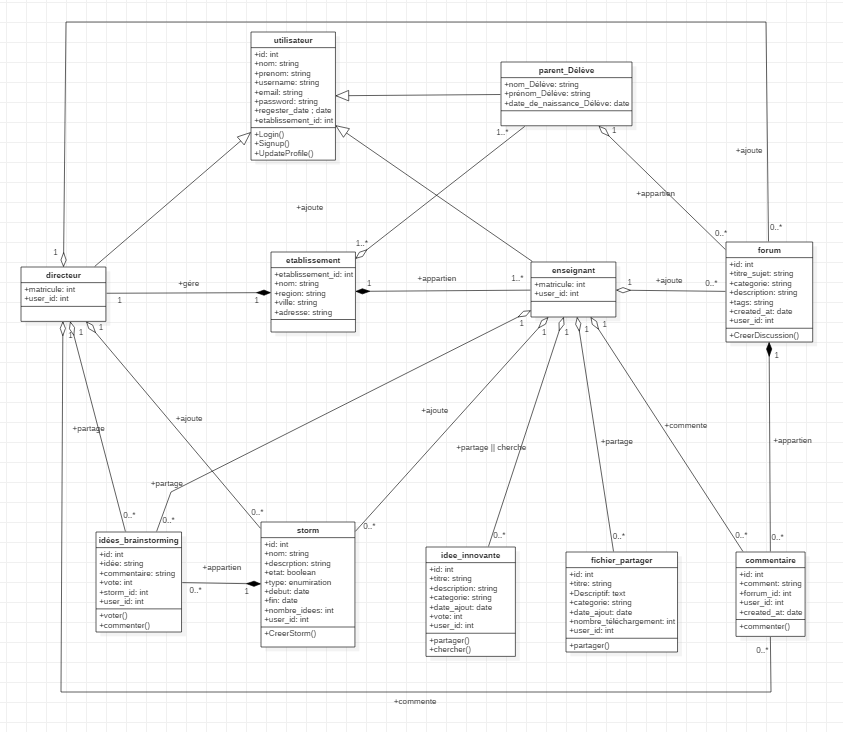 utilisateur
+id: int
+nom: string
+prenom: string
+username: string
+email: string
+password: string
+regester_date ; date
+etablissement_id: int
+Login()
+Signup()
+UpdateProfile()
parent_Délève
+nom_Délève: string
+prénom_Délève: string
+date_de_naissance_Délève: date
1..*
1
+ajoute
+appartien
+ajoute
0..*
0..*
1
1..*
directeur
+matricule: int
+user_id: int
+gére
1
1
etablissement
+etablissement_id: int
+nom: string
+region: string
+ville: string
+adresse: string
1
+appartien
1..*
enseignant
+matricule: int
+user_id: int
1
+ajoute
0..*
forum
+id: int
+titre_sujet: string
+categorie: string
+description: string
+tags: string
+created_at: date
+user_id: int
+CreerDiscussion()
1
1
1
1
1
1
1
1
1
+partage
+ajoute
+ajoute
+partage || cherche
+partage
+commente
+appartien
+partage
0..*
0..*
0..*
0..*
0..*
0..*
0..*
0..*
idées_brainstorming
+id: int
+idée: string
+commentaire: string
+vote: int
+storm_id: int
+user_id: int
+voter()
+commenter()
+appartien
0..*
1
storm
+id: int
+nom: string
+descrption: string
+etat: boolean
+type: enumiration
+debut: date
+fin: date
+nombre_idees: int
+user_id: int
+CreerStorm()
idee_innovante
+id: int
+titre: string
+description: string
+categorie: string
+date_ajout: date
+vote: int
+user_id: int
+partager()
+chercher()
fichier_partager
+id: int
+titre: string
+Descriptif: text
+categorie: string
+date_ajout: date
+nombre_téléchargement: int
+user_id: int
+partager()
commentaire
+id: int
+comment: string
+forrum_id: int
+user_id: int
+created_at: date
+commenter()
0..*
+commente